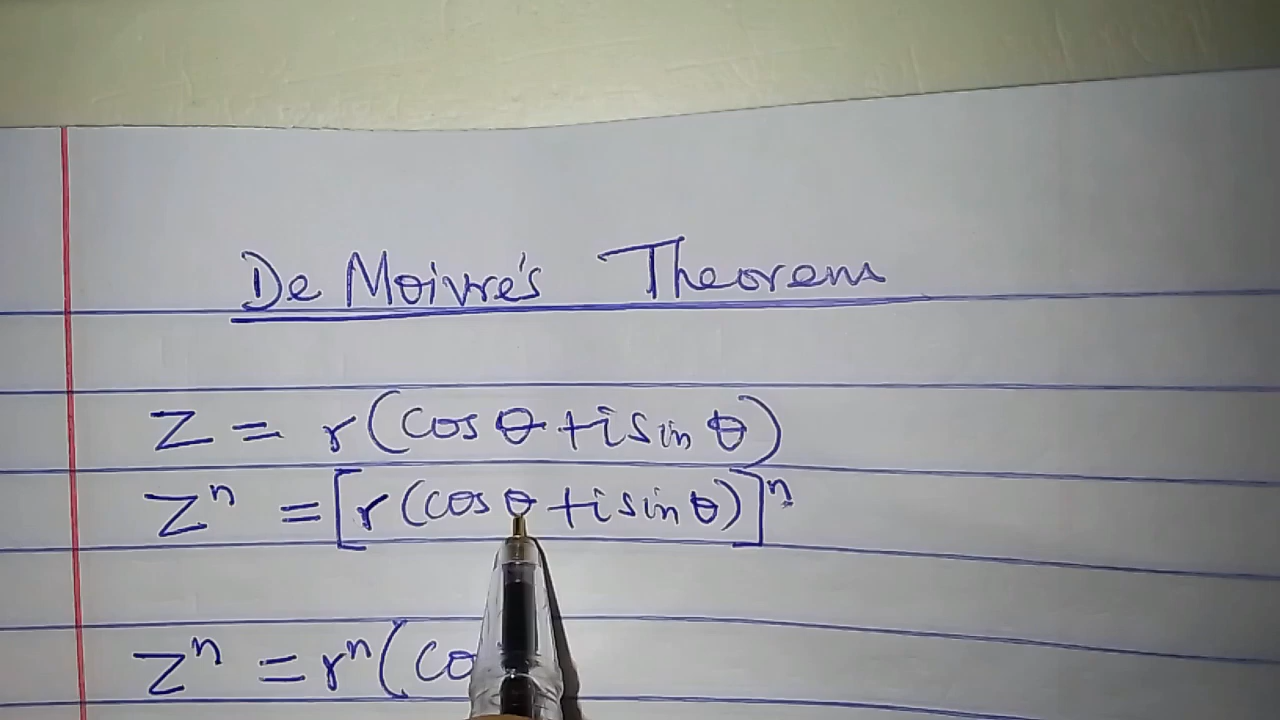 De Moivre's Theorem
z = r(cos θ + i sin θ)
zⁿ = [r(cos θ + i sin θ)]ⁿ
zⁿ = rⁿ(co